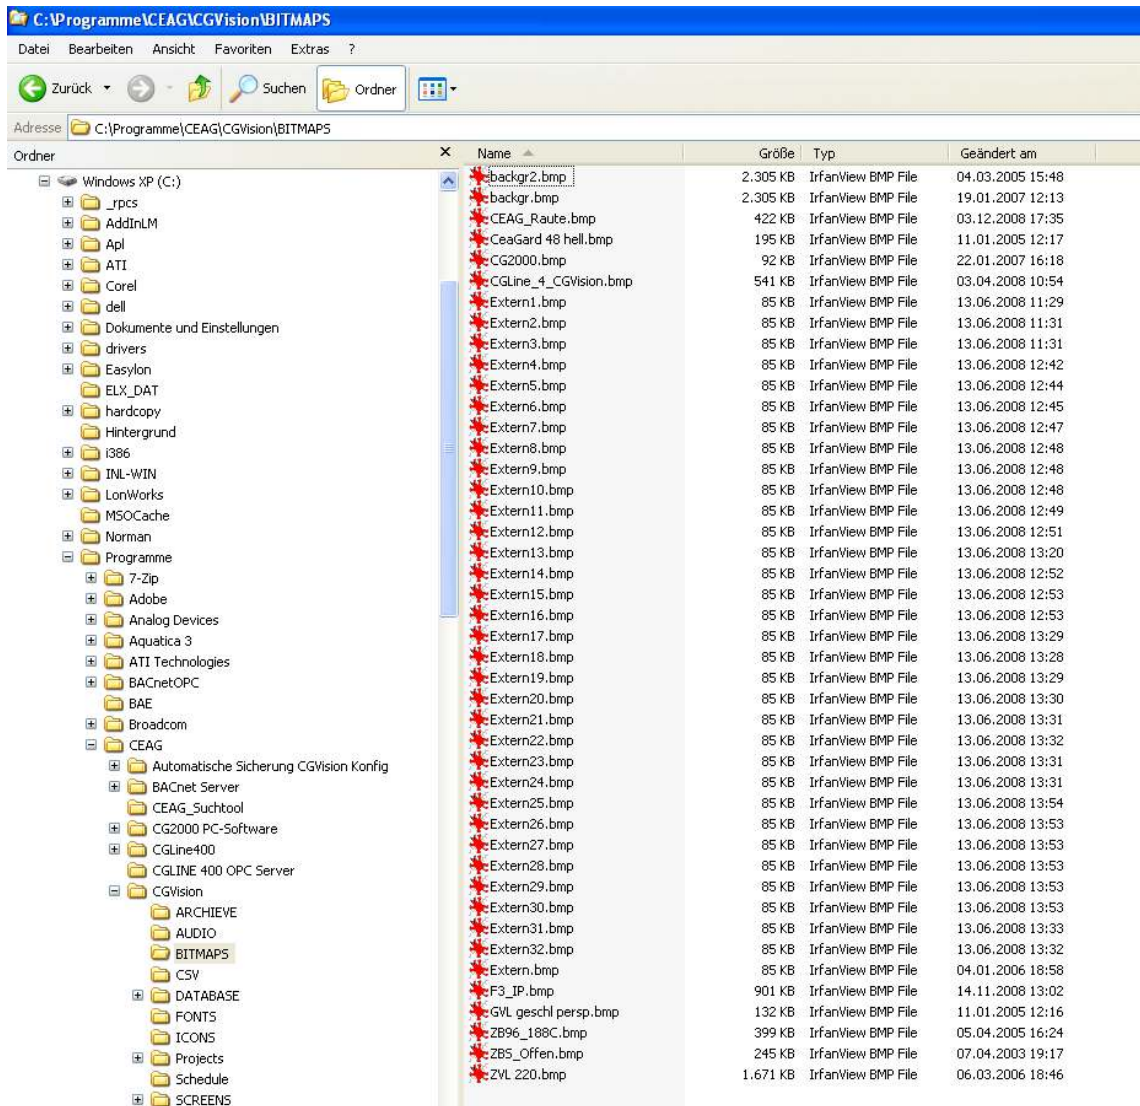 C:\Programme\CEAG\CGVision\BITMAPS
Datei Bearbeiten Ansicht Favoriten Extras ?
Zurück Suchen Ordner
Adresse C:\Programme\CEAG\CGVision\BITMAPS
Ordner
Windows XP (C:)
_rpcs
AddInLM
Apl
ATI
Corel
dell
Dokumente und Einstellungen
drivers
Easylon
ELX_DAT
hardcopy
Hintergrund
i386
INL-WIN
LonWorks
MSOCache
Norman
Programme
7-Zip
Adobe
Analog Devices
Aquatica 3
ATI Technologies
BACnetOPC
BAE
Broadcom
CEAG
Automatische Sicherung CGVision Konfig
BACnet Server
CEAG_Suchtool
CG2000 PC-Software
CGLine400
CGLINE 400 OPC Server
CGVision
ARCHIEVE
AUDIO
BITMAPS
CSV
DATABASE
FONTS
ICONS
Projects
Schedule
SCREENS
Name Größe Typ Geändert am
backgr2.bmp 2.305 KB IrfanView BMP File 04.03.2005 15:48
backgr.bmp 2.305 KB IrfanView BMP File 19.01.2007 12:13
CEAG_Raute.bmp 422 KB IrfanView BMP File 03.12.2008 17:35
CeaGard 48 hell.bmp 195 KB IrfanView BMP File 11.01.2005 12:17
CG2000.bmp 92 KB IrfanView BMP File 22.01.2007 16:18
CGLine_4_CGVision.bmp 541 KB IrfanView BMP File 03.04.2008 10:54
Extern1.bmp 85 KB IrfanView BMP File 13.06.2008 11:29
Extern2.bmp 85 KB IrfanView BMP File 13.06.2008 11:31
Extern3.bmp 85 KB IrfanView BMP File 13.06.2008 11:31
Extern4.bmp 85 KB IrfanView BMP File 13.06.2008 12:42
Extern5.bmp 85 KB IrfanView BMP File 13.06.2008 12:44
Extern6.bmp 85 KB IrfanView BMP File 13.06.2008 12:45
Extern7.bmp 85 KB IrfanView BMP File 13.06.2008 12:47
Extern8.bmp 85 KB IrfanView BMP File 13.06.2008 12:48
Extern9.bmp 85 KB IrfanView BMP File 13.06.2008 12:48
Extern10.bmp 85 KB IrfanView BMP File 13.06.2008 12:48
Extern11.bmp 85 KB IrfanView BMP File 13.06.2008 12:49
Extern12.bmp 85 KB IrfanView BMP File 13.06.2008 12:51
Extern13.bmp 85 KB IrfanView BMP File 13.06.2008 13:20
Extern14.bmp 85 KB IrfanView BMP File 13.06.2008 12:52
Extern15.bmp 85 KB IrfanView BMP File 13.06.2008 12:53
Extern16.bmp 85 KB IrfanView BMP File 13.06.2008 12:53
Extern17.bmp 85 KB IrfanView BMP File 13.06.2008 13:29
Extern18.bmp 85 KB IrfanView BMP File 13.06.2008 13:28
Extern19.bmp 85 KB IrfanView BMP File 13.06.2008 13:29
Extern20.bmp 85 KB IrfanView BMP File 13.06.2008 13:30
Extern21.bmp 85 KB IrfanView BMP File 13.06.2008 13:31
Extern22.bmp 85 KB IrfanView BMP File 13.06.2008 13:32
Extern23.bmp 85 KB IrfanView BMP File 13.06.2008 13:31
Extern24.bmp 85 KB IrfanView BMP File 13.06.2008 13:31
Extern25.bmp 85 KB IrfanView BMP File 13.06.2008 13:54
Extern26.bmp 85 KB IrfanView BMP File 13.06.2008 13:53
Extern27.bmp 85 KB IrfanView BMP File 13.06.2008 13:53
Extern28.bmp 85 KB IrfanView BMP File 13.06.2008 13:53
Extern29.bmp 85 KB IrfanView BMP File 13.06.2008 13:53
Extern30.bmp 85 KB IrfanView BMP File 13.06.2008 13:53
Extern31.bmp 85 KB IrfanView BMP File 13.06.2008 13:33
Extern32.bmp 85 KB IrfanView BMP File 13.06.2008 13:32
Extern.bmp 85 KB IrfanView BMP File 04.01.2006 18:58
F3_IP.bmp 901 KB IrfanView BMP File 14.11.2008 13:02
GVL geschl persp.bmp 132 KB IrfanView BMP File 11.01.2005 12:16
ZB96_188C.bmp 399 KB IrfanView BMP File 05.04.2005 16:24
ZBS_Offen.bmp 245 KB IrfanView BMP File 07.04.2003 19:17
ZVL 220.bmp 1.671 KB IrfanView BMP File 06.03.2006 18:46